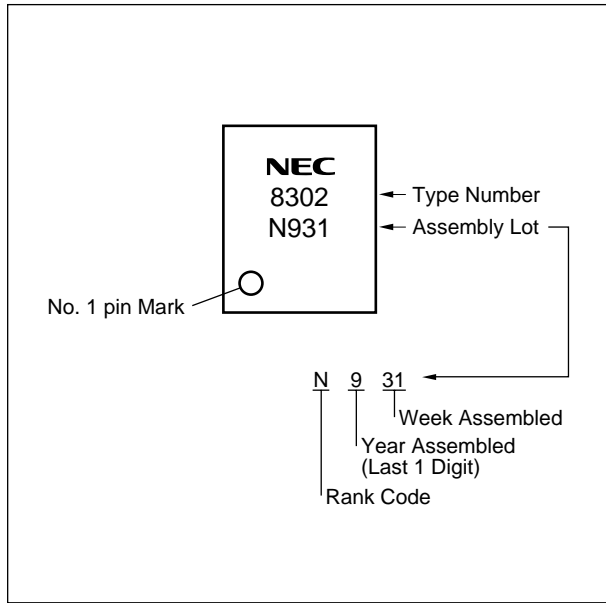 NEC
8302
N931
Type Number
Assembly Lot
No. 1 pin Mark
N 9 31
Week Assembled
Year Assembled
(Last 1 Digit)
Rank Code